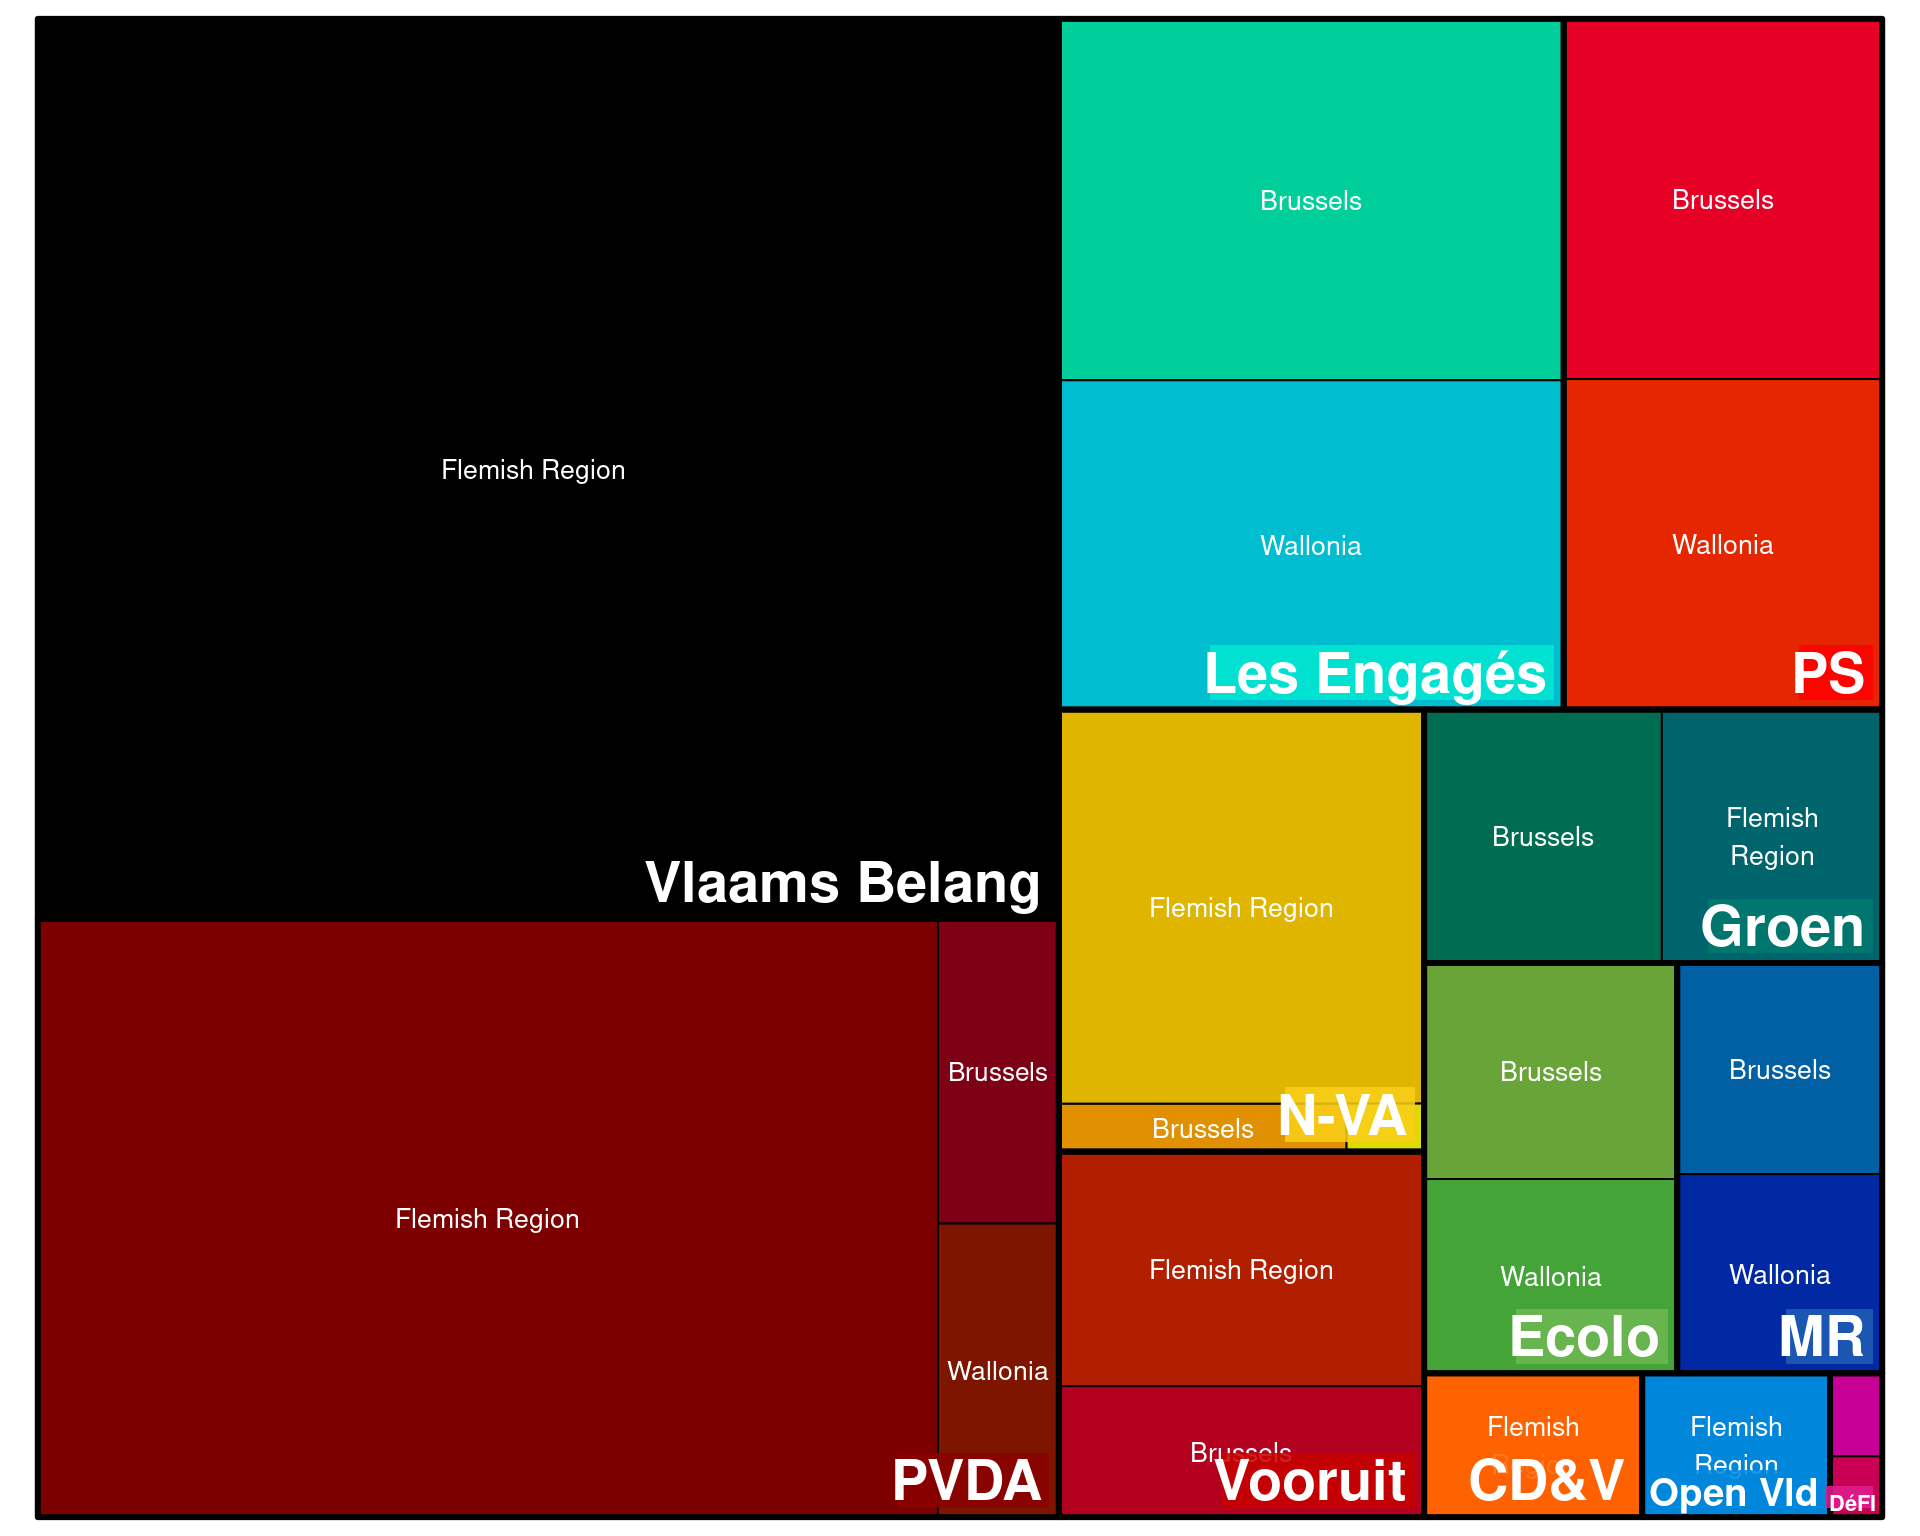 Flemish Region
Vlaams Belang
Flemish Region
Brussels
Wallonia
PVDA
Brussels
Wallonia
Les Engagés
Brussels
Wallonia
PS
Flemish Region
Brussels
N-VA
Flemish Region
Brussels
Vooruit
Brussels
Flemish
Region
Groen
Brussels
Wallonia
Ecolo
Brussels
Wallonia
MR
Flemish
Region
CD&V
Flemish
Region
Open Vld
DéFI